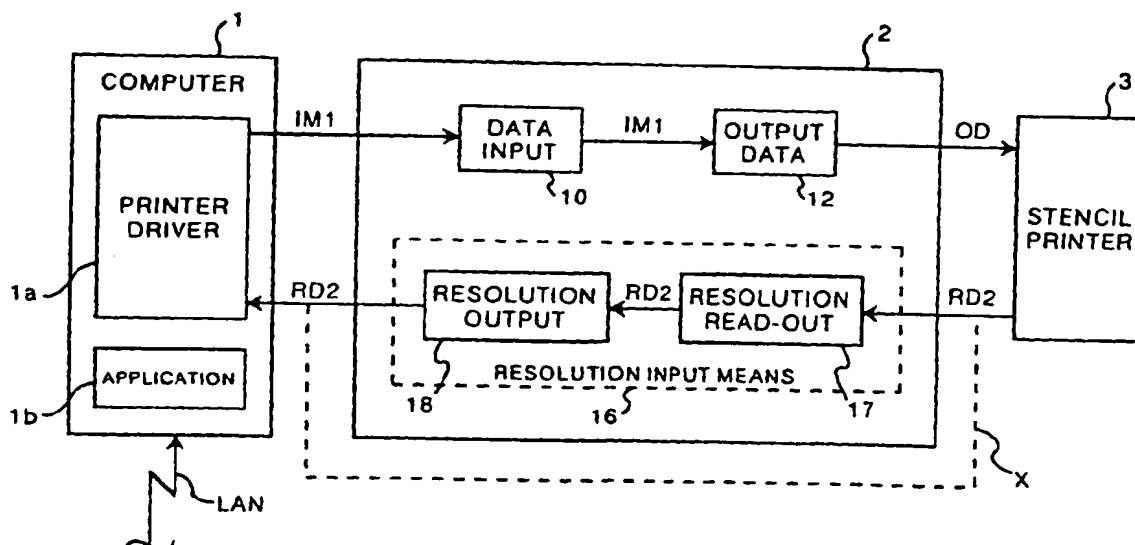 1
2
3
COMPUTER
IM1
DATA
INPUT
10
IM1
OUTPUT
DATA
12
OD
STENCIL
PRINTER
PRINTER
DRIVER
1a
RD2
RESOLUTION
OUTPUT
18
RD2
RESOLUTION
READ-OUT
17
RD2
RESOLUTION INPUT MEANS
16
APPLICATION
1b
X
LAN